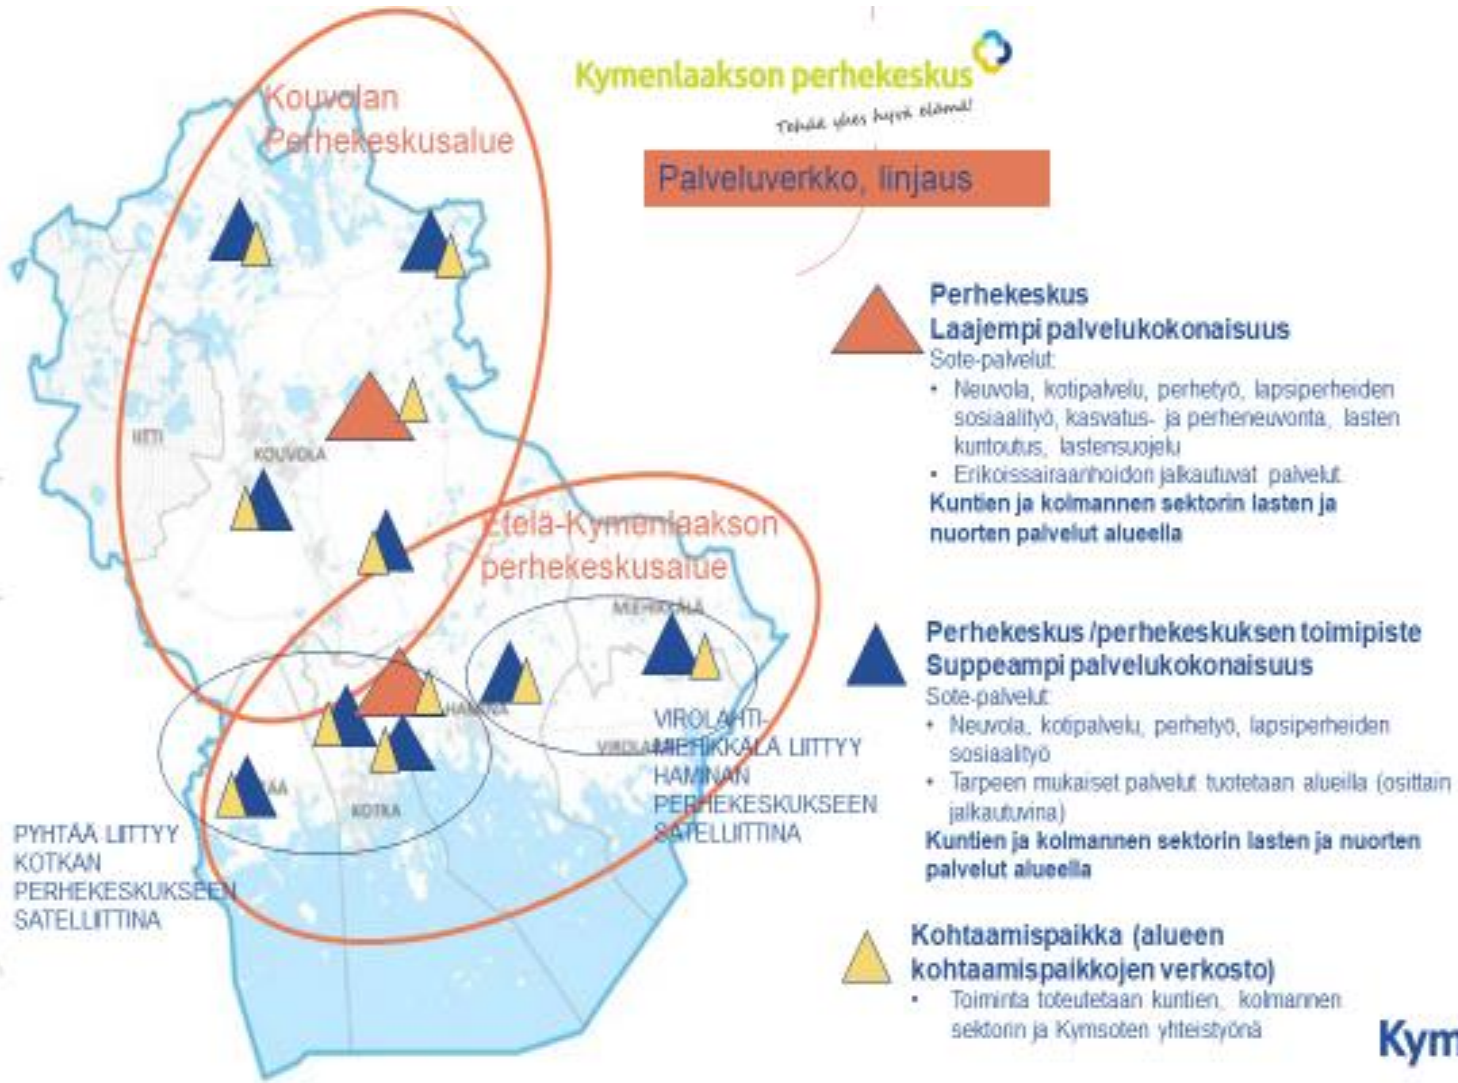 Kymenlaakson perhekeskus
Tehää yhes hyvä elämä!
Palveluverkko, linjaus
Kouvolan
Perhekeskusalue
IITTI
KOUVOLA
Etelä-Kymenlaakson
perhekeskusalue
MIEHIKKÄLÄ
HAMINA
VIROLAHTI-
MIEHIKKÄLÄ LIITTYY
HAMINAN
PERHEKESKUKSEEN
SATELLIITTINA
KOTKA
PYHTÄÄ LIITTYY
KOTKAN
PERHEKESKUKSEEN
SATELLIITTINA
Perhekeskus
Laajempi palvelukokonaisuus
Sote-palvelut:
• Neuvola, kotipalvelu, perhetyö, lapsiperheiden
sosiaalityö, kasvatus- ja perheneuvonta, lasten
kuntoutus, lastensuojelu
• Erikoissairaanhoidon jalkautuvat palvelut.
Kuntien ja kolmannen sektorin lasten ja
nuorten palvelut alueella
Perhekeskus /perhekeskuksen toimipiste
Suppeampi palvelukokonaisuus
Sote-palvelut:
• Neuvola, kotipalvelu, perhetyö, lapsiperheiden
sosiaalityö
• Tarpeen mukaiset palvelut tuotetaan alueilla (osittain
jalkautuvina)
Kuntien ja kolmannen sektorin lasten ja nuorten
palvelut alueella
Kohtaamispaikka (alueen
kohtaamispaikkojen verkosto)
• Toiminta toteutetaan kuntien, kolmannen
sektorin ja Kymsoten yhteistyönä
Kym